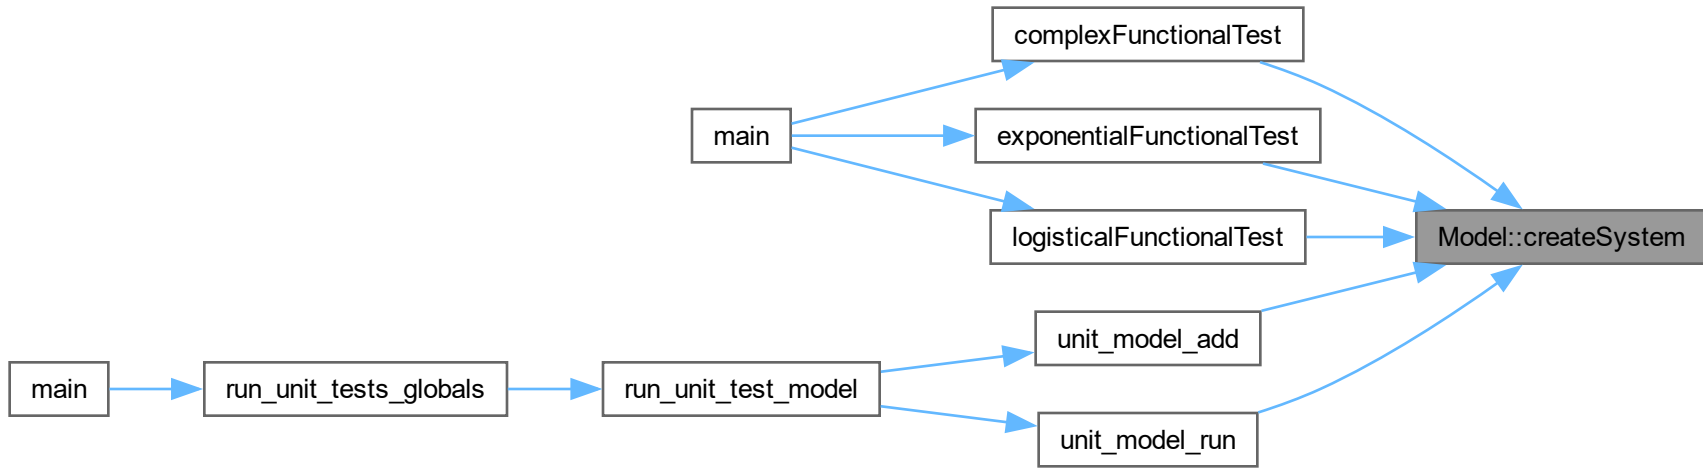 complexFunctionalTest
main
exponentialFunctionalTest
logisticalFunctionalTest
Model::createSystem
unit_model_add
main
run_unit_tests_globals
run_unit_test_model
unit_model_run